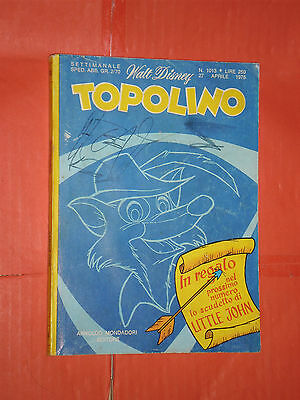 SETTIMANALE
SPED. ABB. GR. 2/70
Walt Disney
N. 1013 • LIRE 250
27 APRILE 1975
TOPOLINO
In regalo
nel
prossimo
numero
lo scudetto di
LITTLE JOHN
ARNOLDO MONDADORI
EDITORE